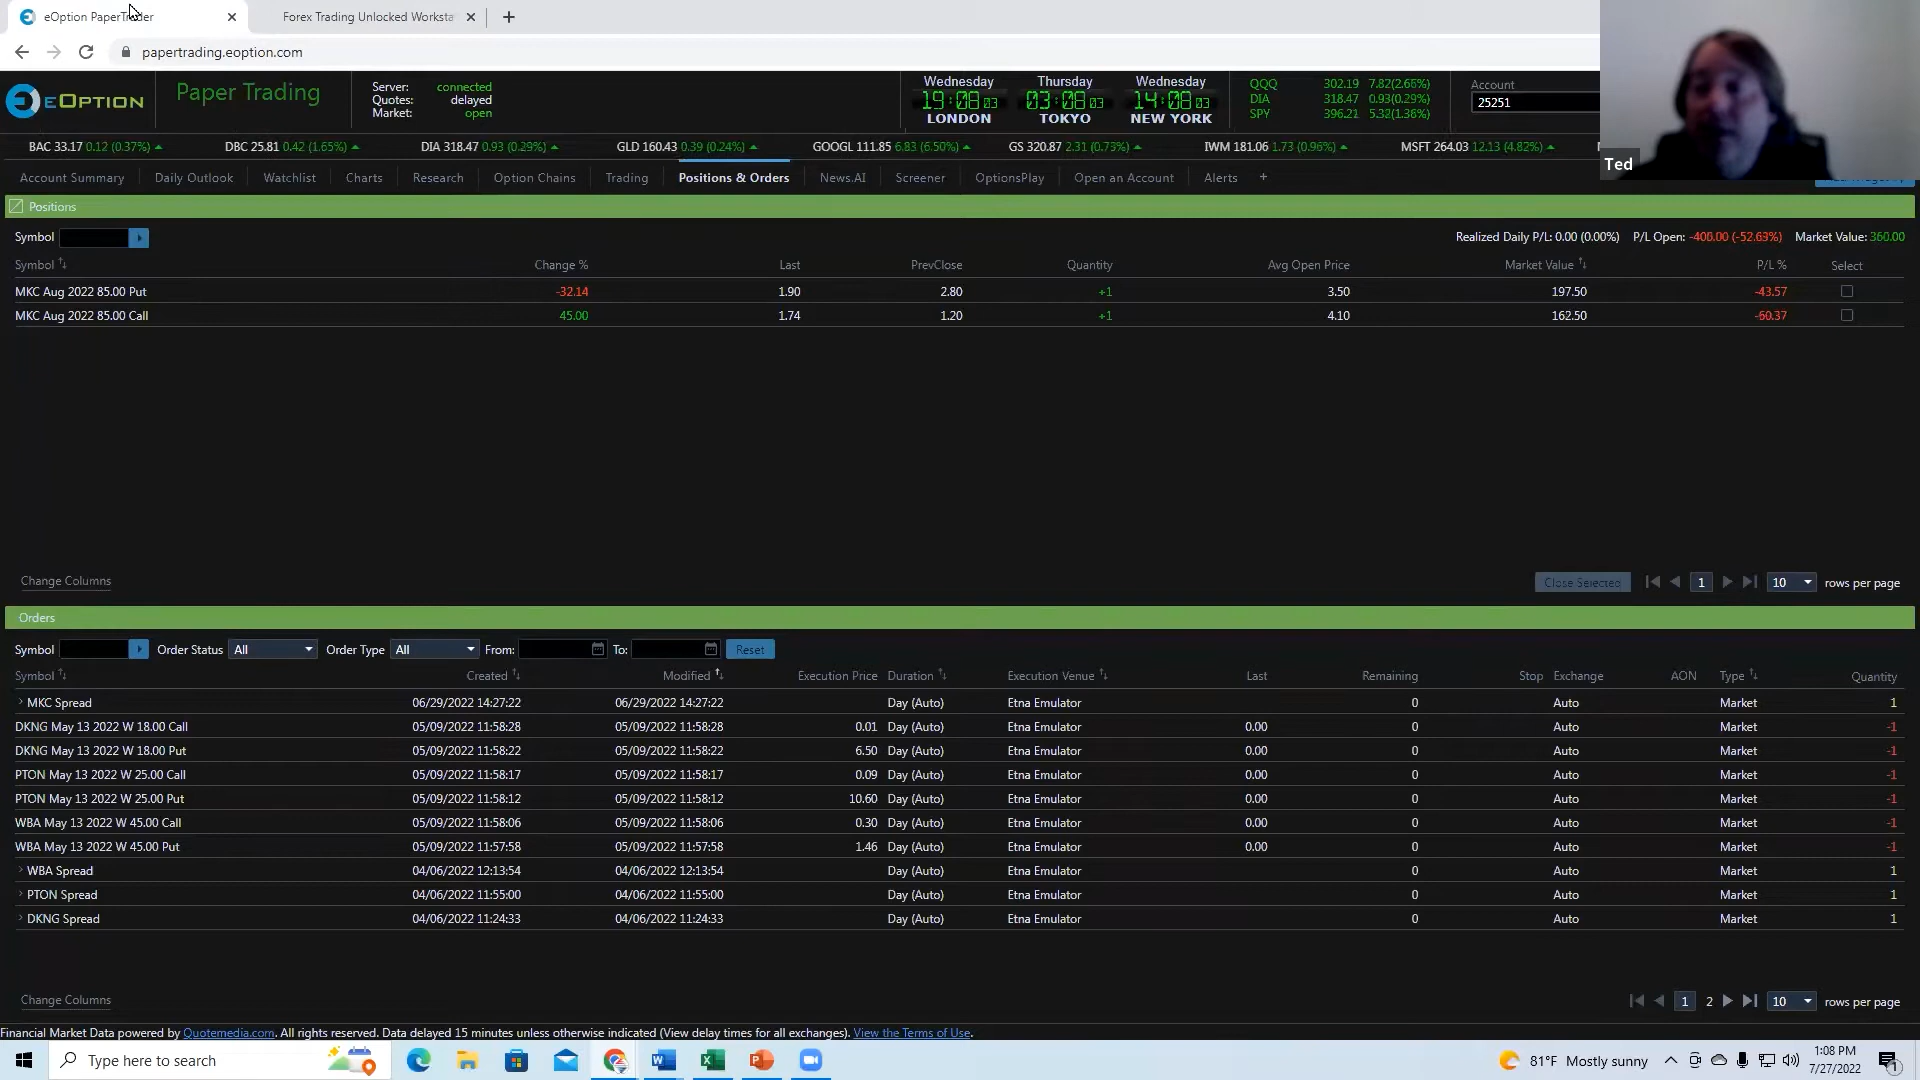 eOption PaperTrader
Forex Trading Unlocked Worksta
papertrading.eoption.com
eOPTION
Paper Trading
Server: connected
Quotes: delayed
Market: open
Wednesday 19:08 03 LONDON
Thursday 03:08 03 TOKYO
Wednesday 14:08 03 NEW YORK
QQQ 302.19 7.82(2.65%)
DIA 318.47 0.93(0.29%)
SPY 396.21 5.32(1.36%)
Account
25251
BAC 33.17 0.12 (0.37%) DBC 25.81 0.42 (1.65%) DIA 318.47 0.93 (0.29%) GLD 160.43 0.39 (0.24%) GOOGL 111.85 6.83 (6.50%) GS 320.87 2.31 (0.73%) IWM 181.06 1.73 (0.96%) MSFT 264.03 12.13 (4.82%)
Ted
Account Summary Daily Outlook Watchlist Charts Research Option Chains Trading Positions & Orders News.AI Screener OptionsPlay Open an Account Alerts +
Positions
Symbol Realized Daily P/L: 0.00 (0.00%) P/L Open: -400.00 (-52.63%) Market Value: 360.00
Symbol Change % Last PrevClose Quantity Avg Open Price Market Value P/L % Select
MKC Aug 2022 85.00 Put -32.14 1.90 2.80 +1 3.50 197.50 -43.57
MKC Aug 2022 85.00 Call 45.00 1.74 1.20 +1 4.10 162.50 -60.37
Change Columns Close Selected 1 10 rows per page
Orders
Symbol Order Status All Order Type All From: To: Reset
Symbol Created Modified Execution Price Duration Execution Venue Last Remaining Stop Exchange AON Type Quantity
MKC Spread 06/29/2022 14:27:22 06/29/2022 14:27:22 Day (Auto) Etna Emulator 0 Auto Market 1
DKNG May 13 2022 W 18.00 Call 05/09/2022 11:58:28 05/09/2022 11:58:28 0.01 Day (Auto) Etna Emulator 0.00 0 Auto Market -1
DKNG May 13 2022 W 18.00 Put 05/09/2022 11:58:22 05/09/2022 11:58:22 6.50 Day (Auto) Etna Emulator 0.00 0 Auto Market -1
PTON May 13 2022 W 25.00 Call 05/09/2022 11:58:17 05/09/2022 11:58:17 0.09 Day (Auto) Etna Emulator 0.00 0 Auto Market -1
PTON May 13 2022 W 25.00 Put 05/09/2022 11:58:12 05/09/2022 11:58:12 10.60 Day (Auto) Etna Emulator 0.00 0 Auto Market -1
WBA May 13 2022 W 45.00 Call 05/09/2022 11:58:06 05/09/2022 11:58:06 0.30 Day (Auto) Etna Emulator 0.00 0 Auto Market -1
WBA May 13 2022 W 45.00 Put 05/09/2022 11:57:58 05/09/2022 11:57:58 1.46 Day (Auto) Etna Emulator 0.00 0 Auto Market -1
WBA Spread 04/06/2022 12:13:54 04/06/2022 12:13:54 Day (Auto) Etna Emulator 0 Auto Market 1
PTON Spread 04/06/2022 11:55:00 04/06/2022 11:55:00 Day (Auto) Etna Emulator 0 Auto Market 1
DKNG Spread 04/06/2022 11:24:33 04/06/2022 11:24:33 Day (Auto) Etna Emulator 0 Auto Market 1
Change Columns 1 2 10 rows per page
Financial Market Data powered by Quotemedia.com. All rights reserved. Data delayed 15 minutes unless otherwise indicated (View delay times for all exchanges). View the Terms of Use.
Type here to search
81°F Mostly sunny
1:08 PM
7/27/2022
1